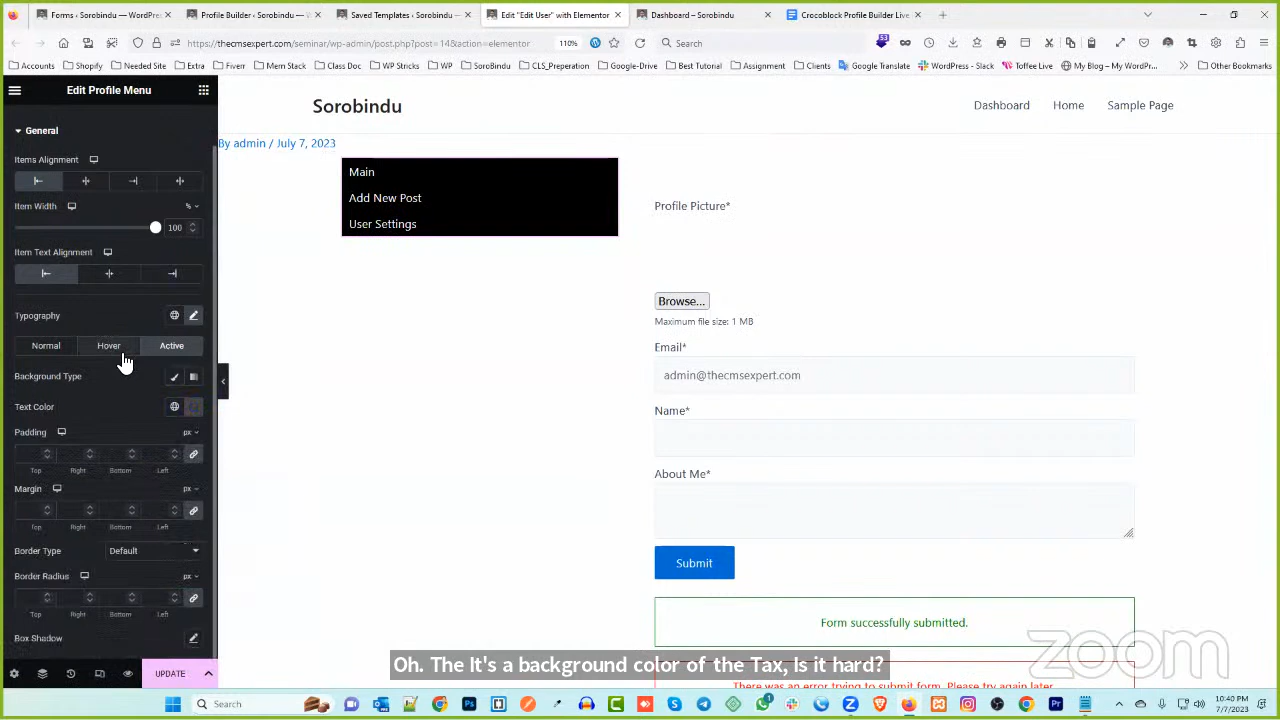 Forms ‹ Sorobindu — WordPres
Profile Builder ‹ Sorobindu — W
Saved Templates ‹ Sorobindu —
Edit "Edit User" with Elementor
Dashboard – Sorobindu
Crocoblock Profile Builder Live
https://thecmsexpert.com/seminar/wp-admin/post.php?post=14&action=elementor
110%
Search
53
Accounts
Shopify
Needed Site
Extra
Fiverr
Mem Stack
Class Doc
WP Stricks
WP
SoroBindu
CLS_Preperation
Google-Drive
Best Tutorial
Assignment
Clients
Google Translate
WordPress - Slack
Toffee Live
My Blog – My WordPr...
Other Bookmarks
Edit Profile Menu
General
Items Alignment
Item Width
%
100
Item Text Alignment
Typography
Normal
Hover
Active
Background Type
Text Color
Padding
px
Top Right Bottom Left
Margin
px
Top Right Bottom Left
Border Type
Default
Border Radius
px
Top Right Bottom Left
Box Shadow
UPDATE
Sorobindu
Dashboard
Home
Sample Page
By admin / July 7, 2023
Main
Add New Post
User Settings
Profile Picture*
Browse...
Maximum file size: 1 MB
Email*
admin@thecmsexpert.com
Name*
About Me*
Submit
Form successfully submitted.
There was an error trying to submit form. Please try again later.
Oh. The It's a background color of the Tax, Is it hard?
zoom
Search
10:40 PM
7/7/2023